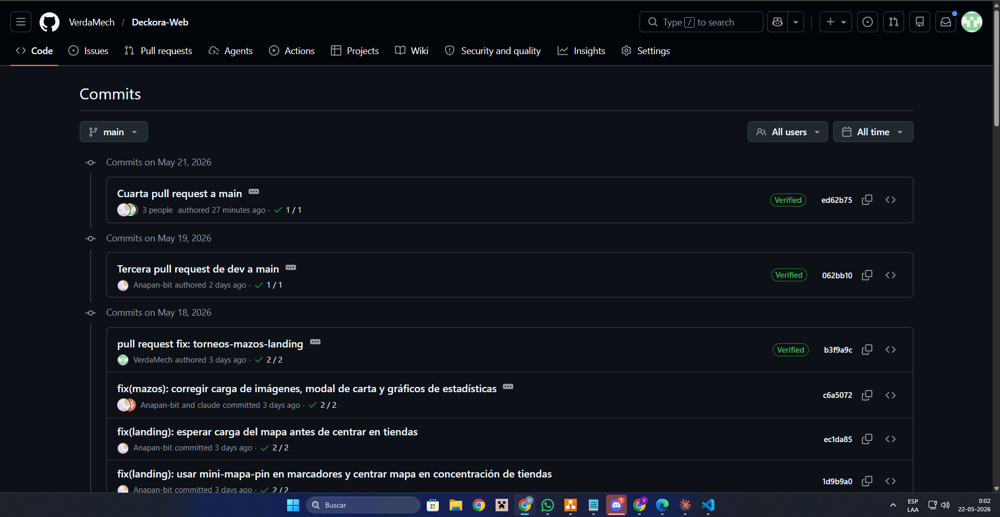 VerdaMech / Deckora-Web
Type / to search
Code
Issues
Pull requests
Agents
Actions
Projects
Wiki
Security and quality
Insights
Settings
Commits
main
All users
All time
Commits on May 21, 2026
Cuarta pull request a main
3 people authored 27 minutes ago · 1 / 1
Verified
ed62b75
Commits on May 19, 2026
Tercera pull request de dev a main
Anapan-bit authored 2 days ago · 1 / 1
Verified
062bb10
Commits on May 18, 2026
pull request fix: torneos-mazos-landing
VerdaMech authored 3 days ago · 2 / 2
Verified
b3f9a9c
fix(mazos): corregir carga de imágenes, modal de carta y gráficos de estadísticas
Anapan-bit and claude committed 3 days ago · 2 / 2
c6a5072
fix(landing): esperar carga del mapa antes de centrar en tiendas
Anapan-bit committed 3 days ago · 2 / 2
ec1da85
fix(landing): usar mini-mapa-pin en marcadores y centrar mapa en concentración de tiendas
Anapan-bit committed 3 days ago · 2 / 2
1d9b9a0
Buscar
V
1
V
ESP
LAA
0:02
22-05-2026